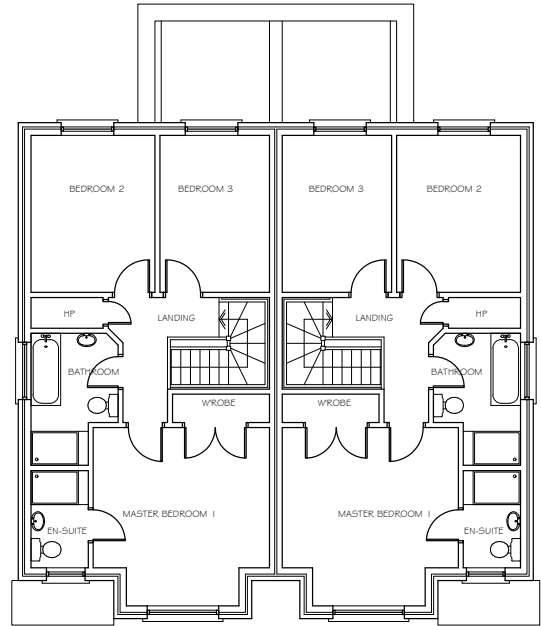 BEDROOM 2
BEDROOM 3
BEDROOM 3
BEDROOM 2
HP
LANDING
LANDING
HP
BATHROOM
BATHROOM
W'ROBE
W'ROBE
MASTER BEDROOM 1
MASTER BEDROOM 1
EN-SUITE
EN-SUITE